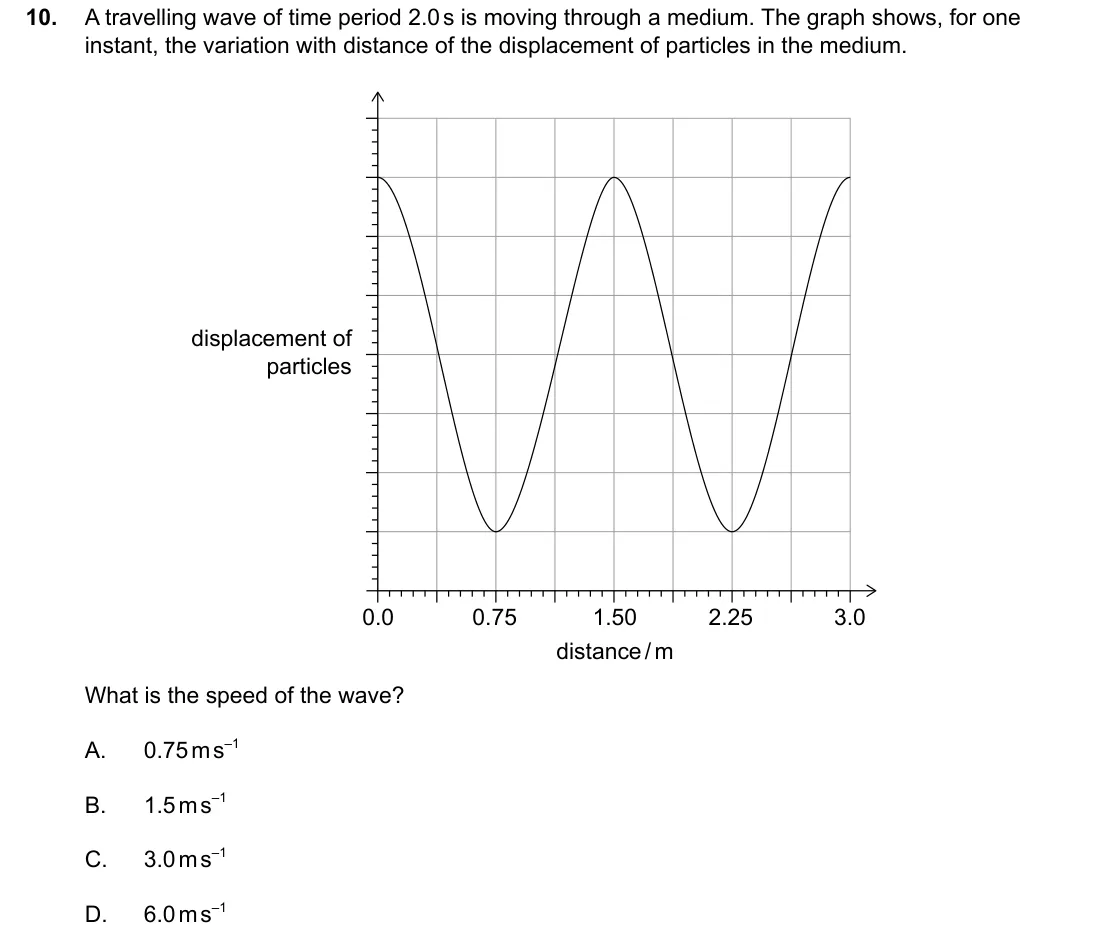 10. A travelling wave of time period 2.0 s is moving through a medium. The graph shows, for one
instant, the variation with distance of the displacement of particles in the medium.
displacement of
particles
0.0 0.75 1.50 2.25 3.0
distance / m
What is the speed of the wave?
A. 0.75 m s⁻¹
B. 1.5 m s⁻¹
C. 3.0 m s⁻¹
D. 6.0 m s⁻¹